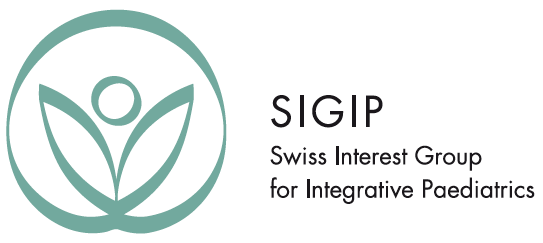 SIGIP
Swiss Interest Group
for Integrative Paediatrics